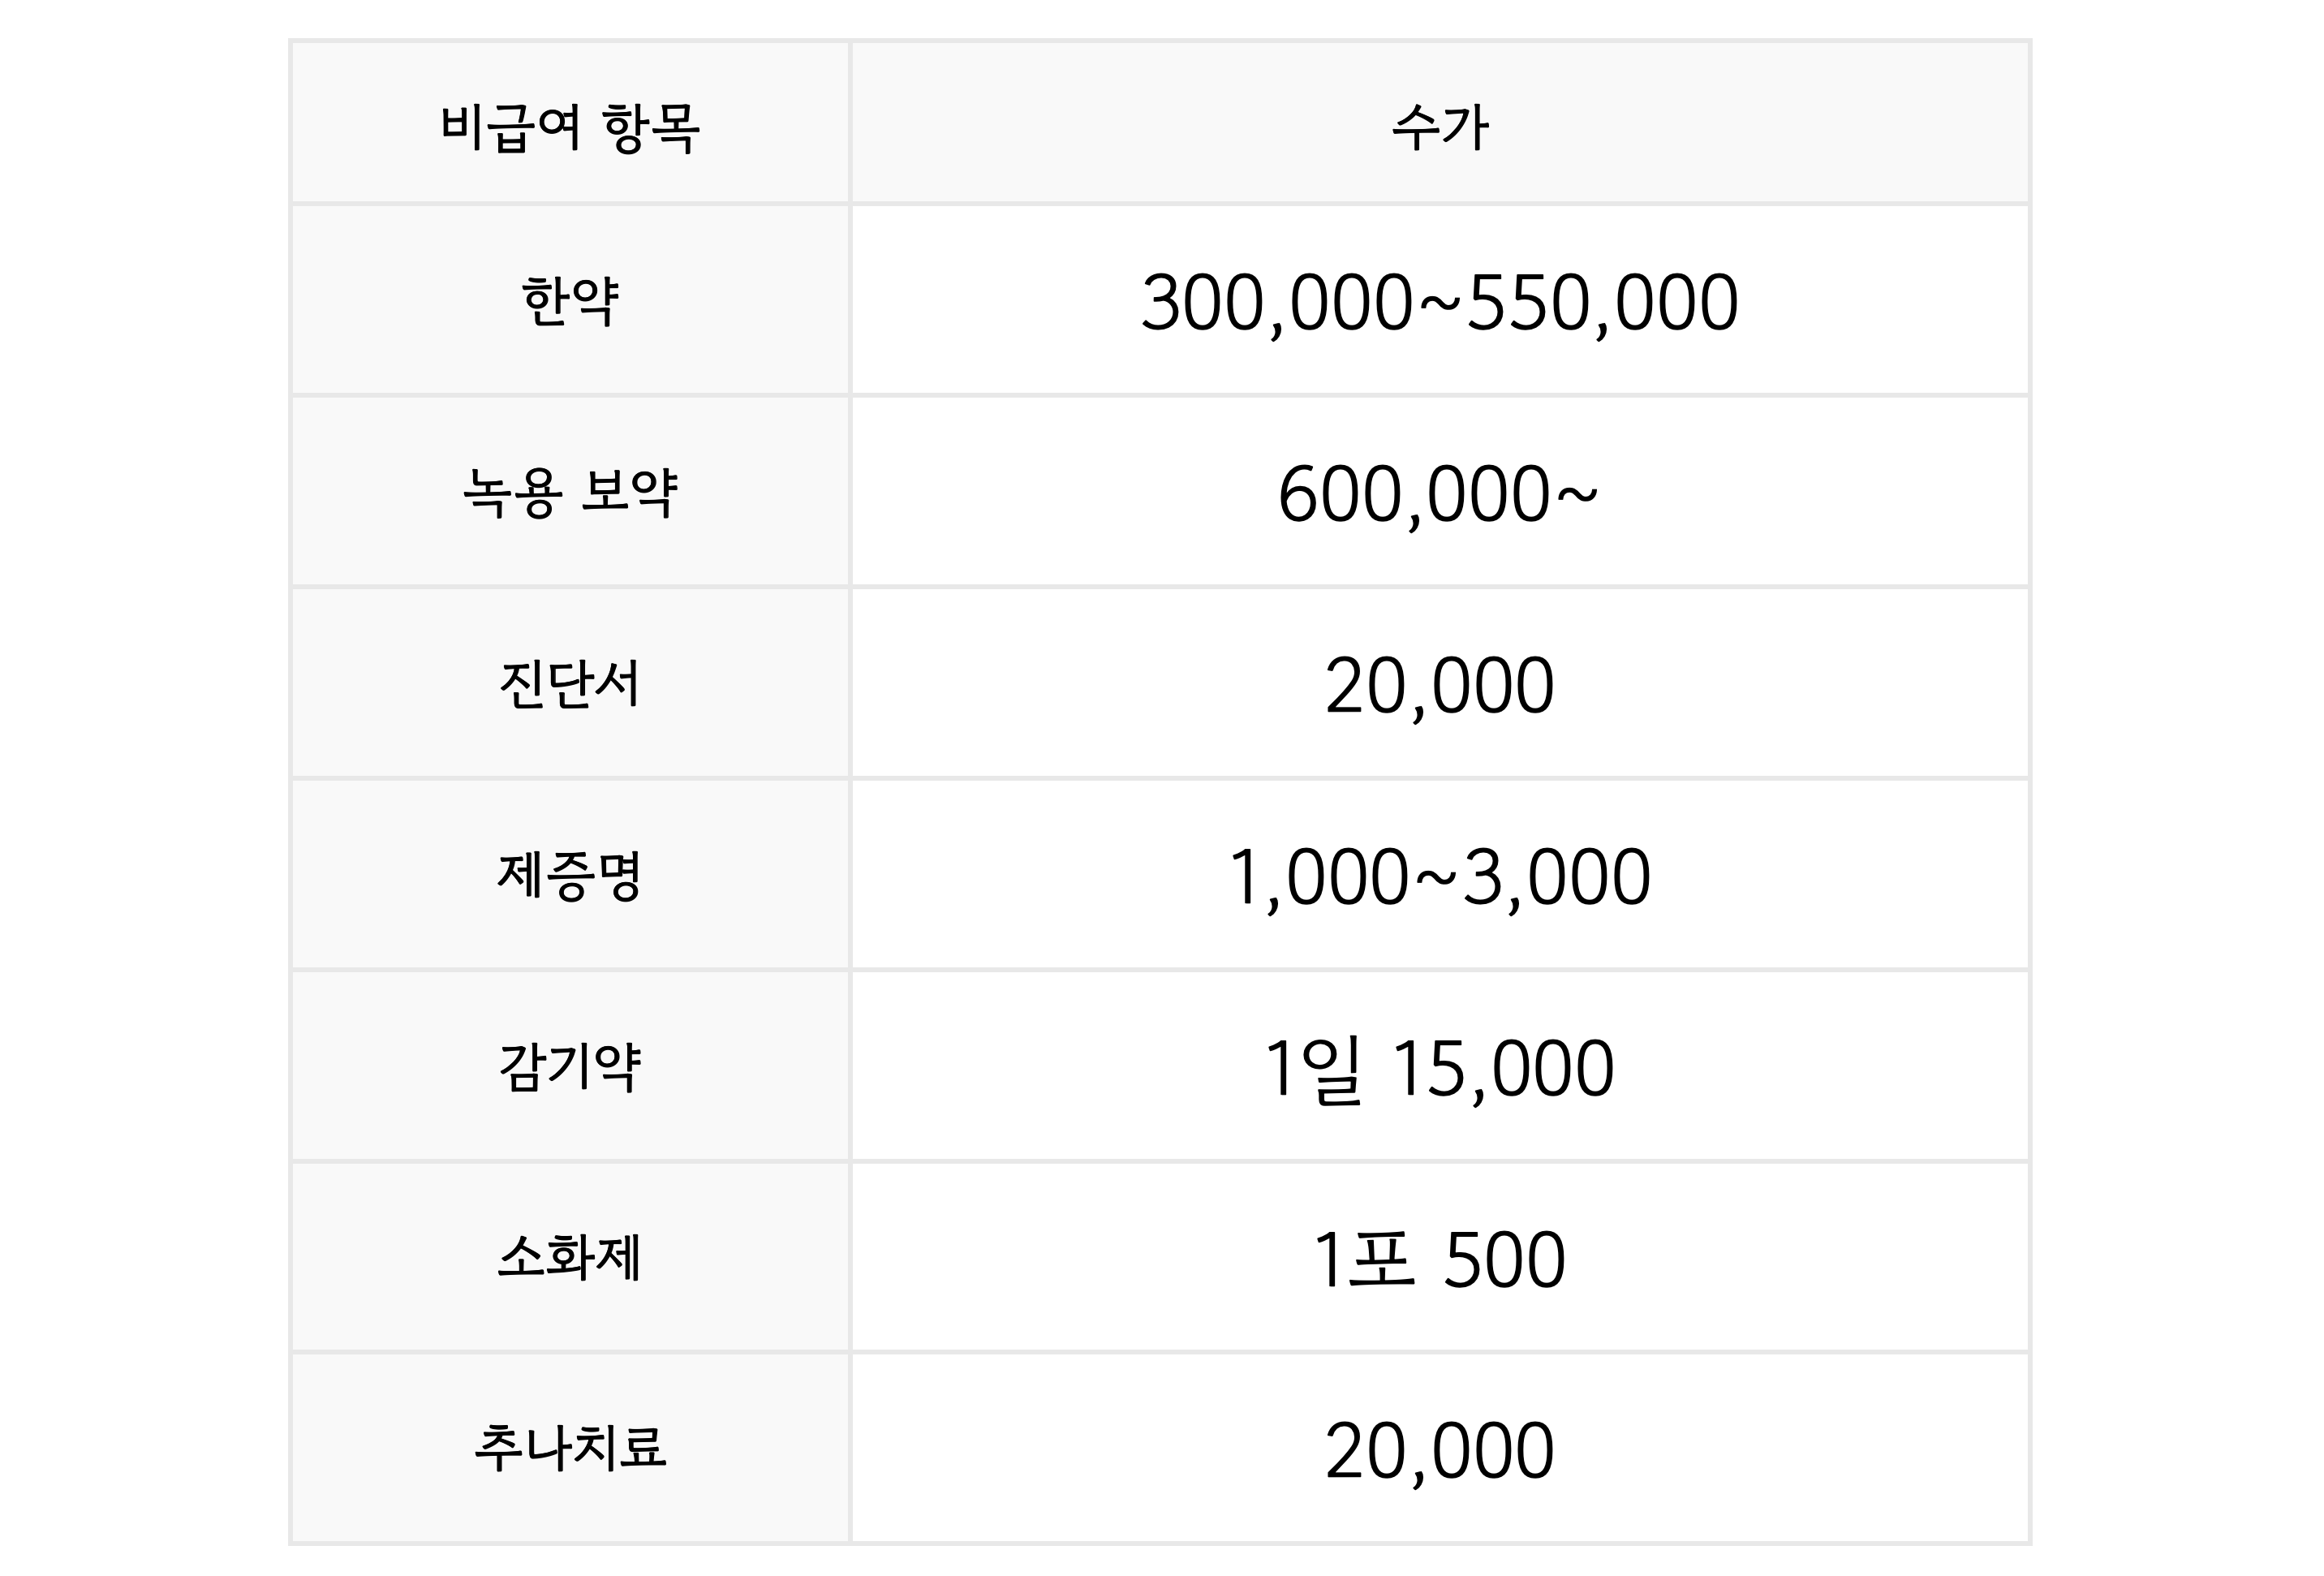 비급여 항목 수가
한약 300,000~550,000
녹용 보약 600,000~
진단서 20,000
제증명 1,000~3,000
감기약 1일 15,000
소화제 1포 500
추나치료 20,000